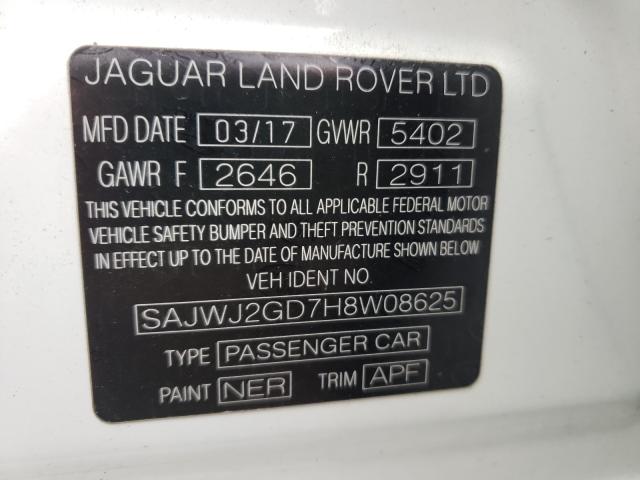 JAGUAR LAND ROVER LTD
MFD DATE 03/17 GVWR 5402
GAWR F 2646 R 2911
THIS VEHICLE CONFORMS TO ALL APPLICABLE FEDERAL MOTOR
VEHICLE SAFETY BUMPER AND THEFT PREVENTION STANDARDS
IN EFFECT UP TO THE DATE OF MANUFACTURE SHOWN BELOW
VEH IDENT NO.
SAJWJ2GD7H8W08625
TYPE PASSENGER CAR
PAINT NER TRIM APF